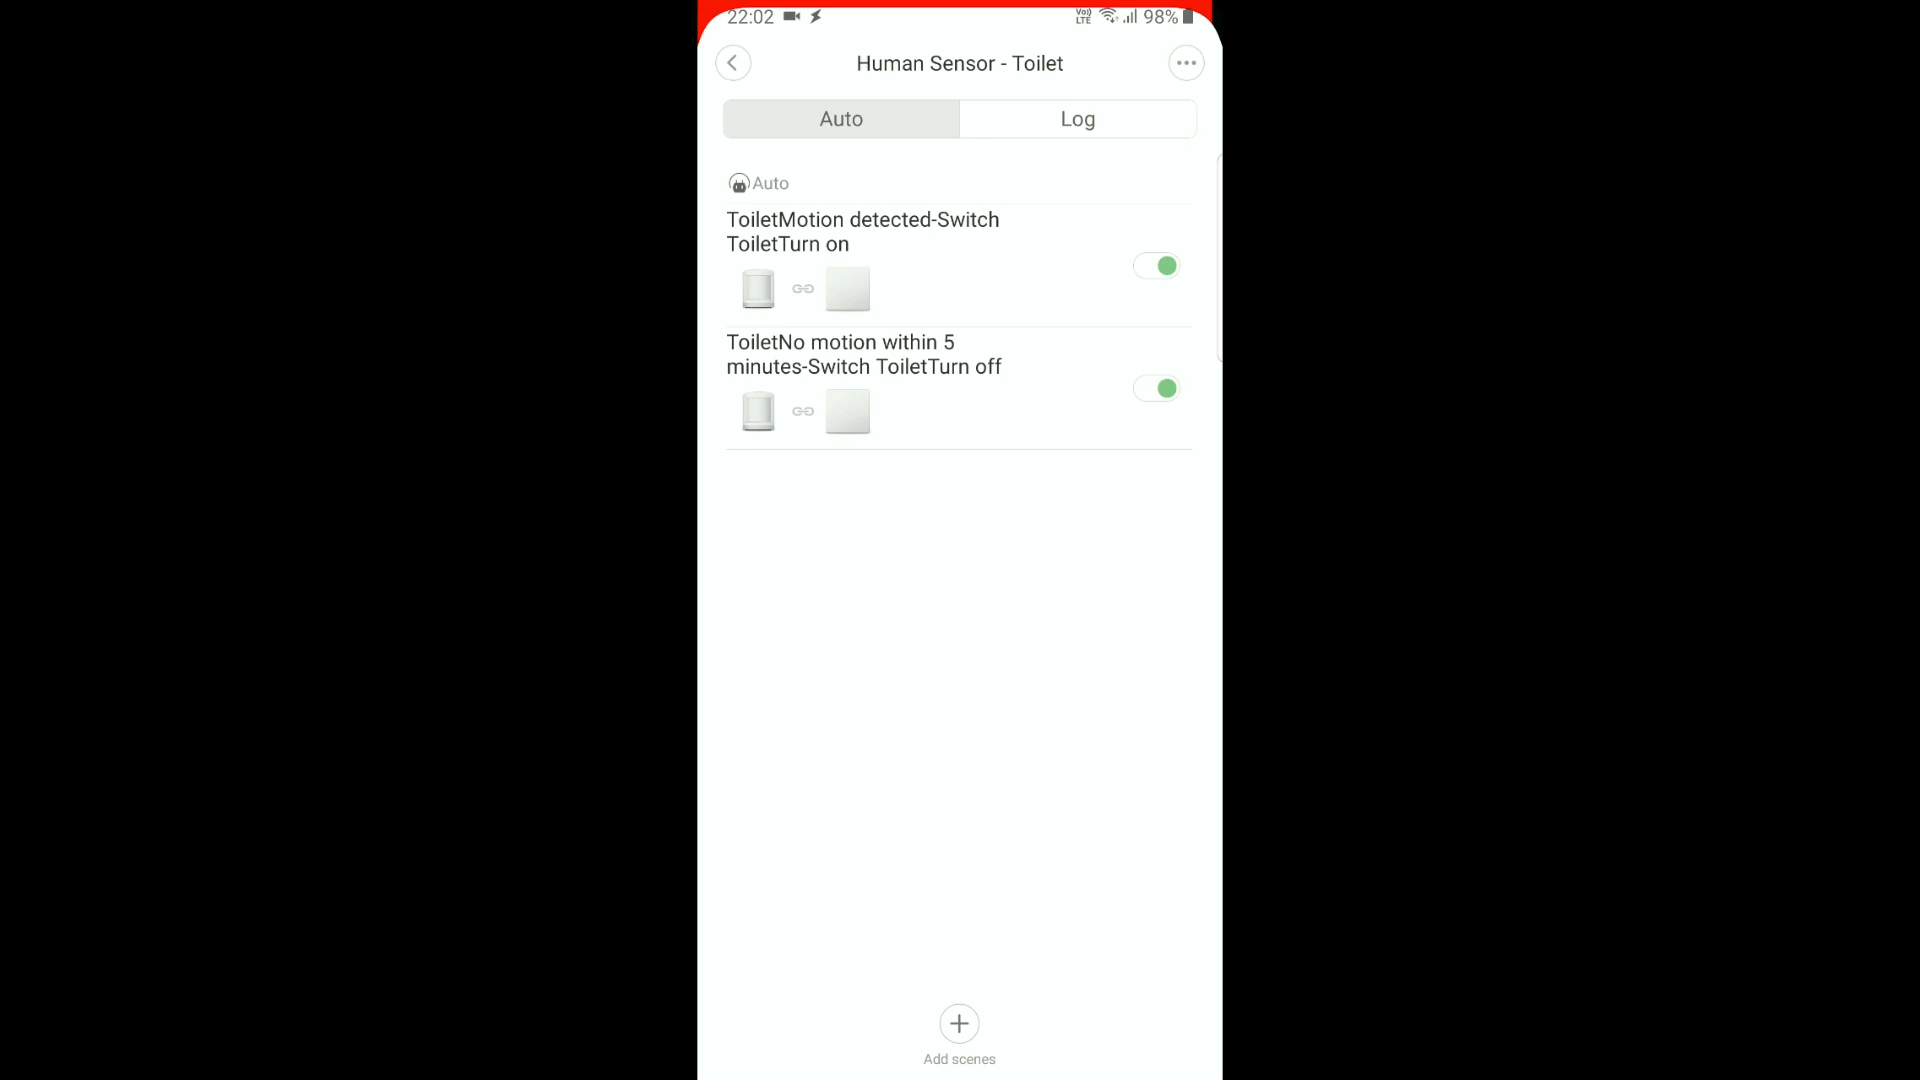 22:02 98%
VoLTE
Human Sensor - Toilet
Auto Log
Auto
ToiletMotion detected-Switch
ToiletTurn on
ToiletNo motion within 5
minutes-Switch ToiletTurn off
Add scenes